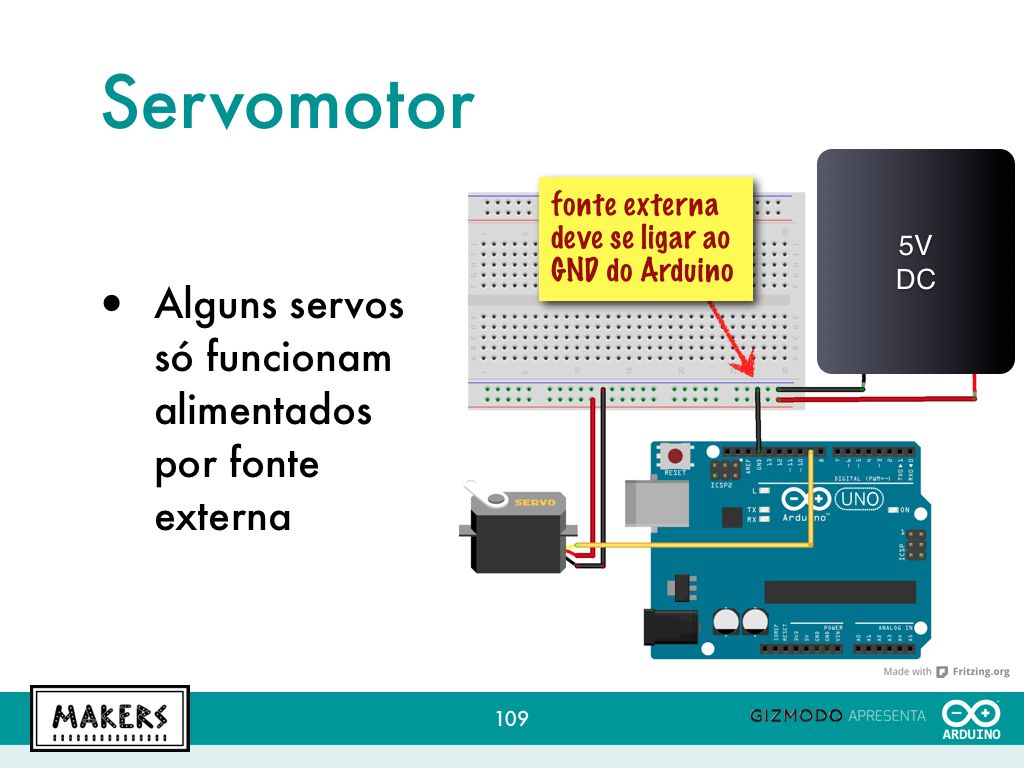 Servomotor
fonte externa
deve se ligar ao
GND do Arduino
5V
DC
• Alguns servos
só funcionam
alimentados
por fonte
externa
SERVO
RESET
ICSP2
AREF
GND
13
12
~11
~10
8
7
~6
~5
4
~3
2
TX▸1
RX◂0
DIGITAL (PWM=~)
L
TX
RX
Arduino™
UNO
ON
ICSP
1
IOREF
RESET
3V3
5V
GND
GND
VIN
POWER
ANALOG IN
A0
A1
A2
A3
A4
A5
Made with Fritzing.org
MAKERS
109
GIZMODO APRESENTA
ARDUINO